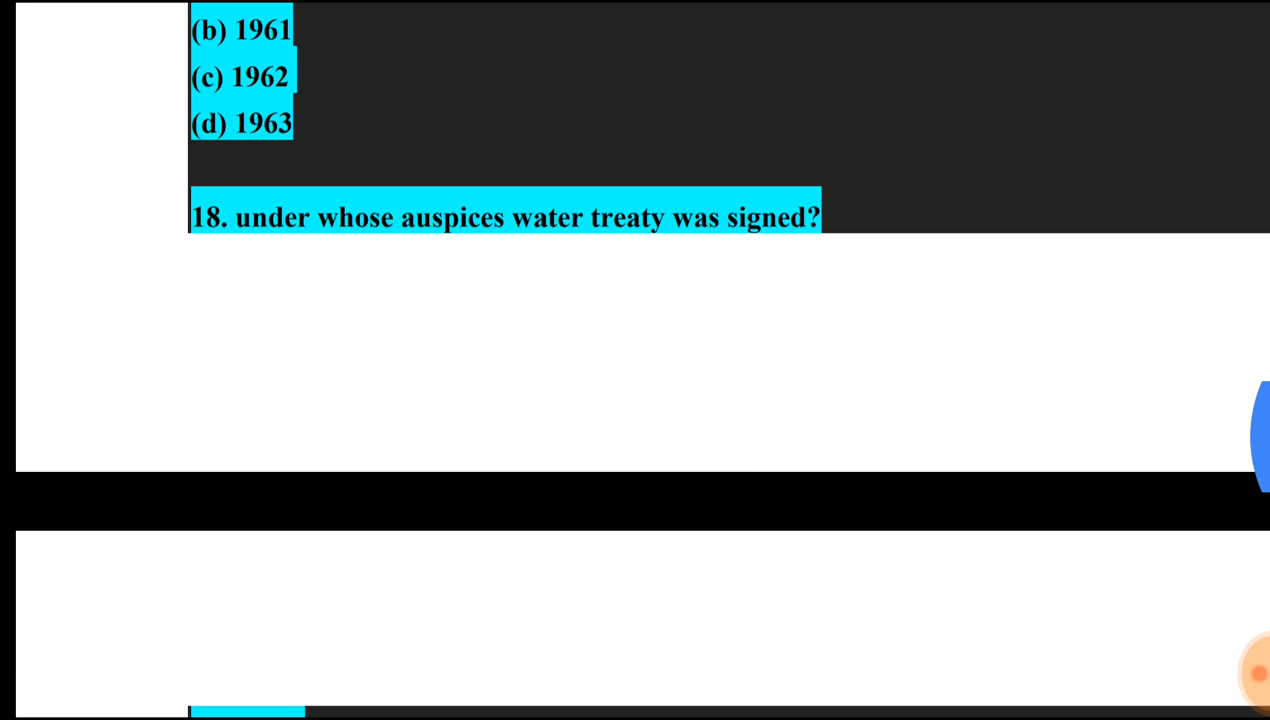 (b) 1961
(c) 1962
(d) 1963
18. under whose auspices water treaty was signed?